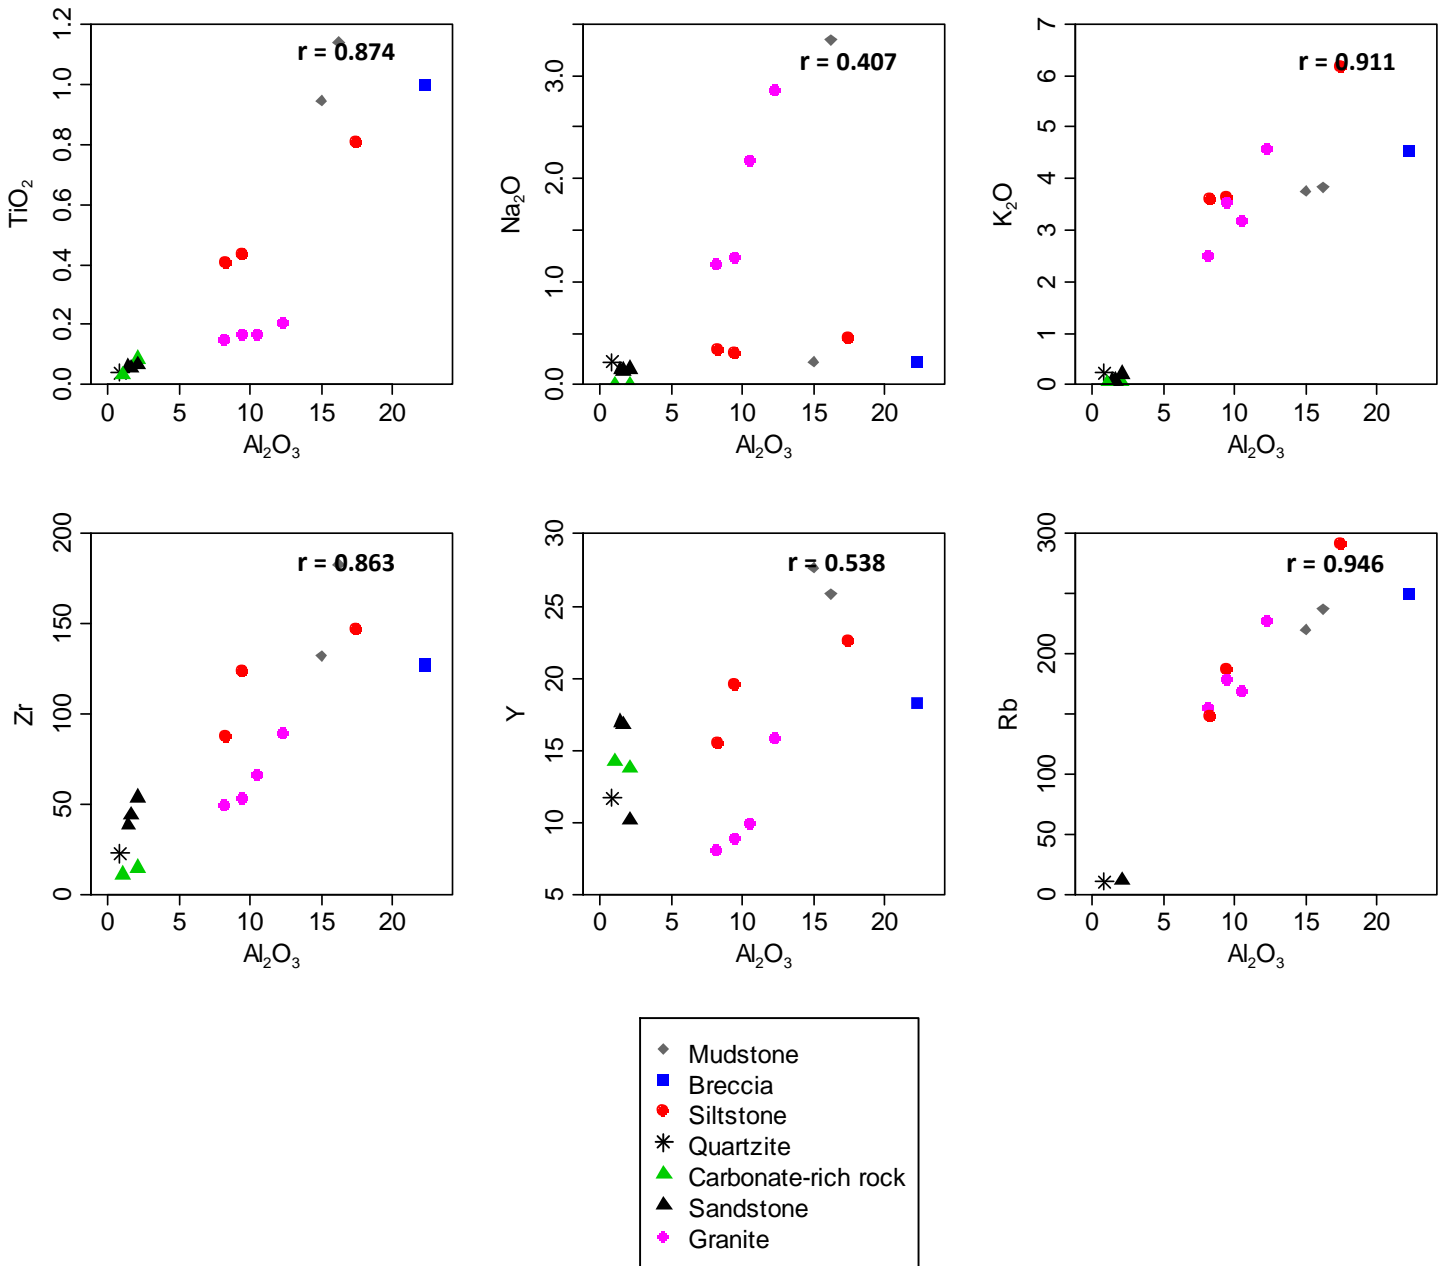 r = 0.874
TiO₂
0.0 0.2 0.4 0.6 0.8 1.0 1.2
0 5 10 15 20
Al₂O₃
r = 0.407
Na₂O
0.0 1.0 2.0 3.0
0 5 10 15 20
Al₂O₃
r = 0.911
K₂O
0 1 2 3 4 5 6 7
0 5 10 15 20
Al₂O₃
r = 0.863
Zr
0 50 100 150 200
0 5 10 15 20
Al₂O₃
r = 0.538
Y
5 10 15 20 25 30
0 5 10 15 20
Al₂O₃
r = 0.946
Rb
0 50 100 200 300
0 5 10 15 20
Al₂O₃
Mudstone
Breccia
Siltstone
Quartzite
Carbonate-rich rock
Sandstone
Granite